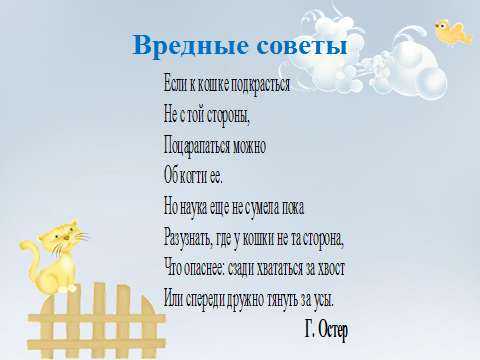 Вредные советы
Если к кошке подкрасться
Не с той стороны,
Поцарапаться можно
Об когти ее.
Но наука еще не сумела пока
Разузнать, где у кошки не та сторона,
Что опаснее: сзади хвататься за хвост
Или спереди дружно тянуть за усы.
Г. Остер